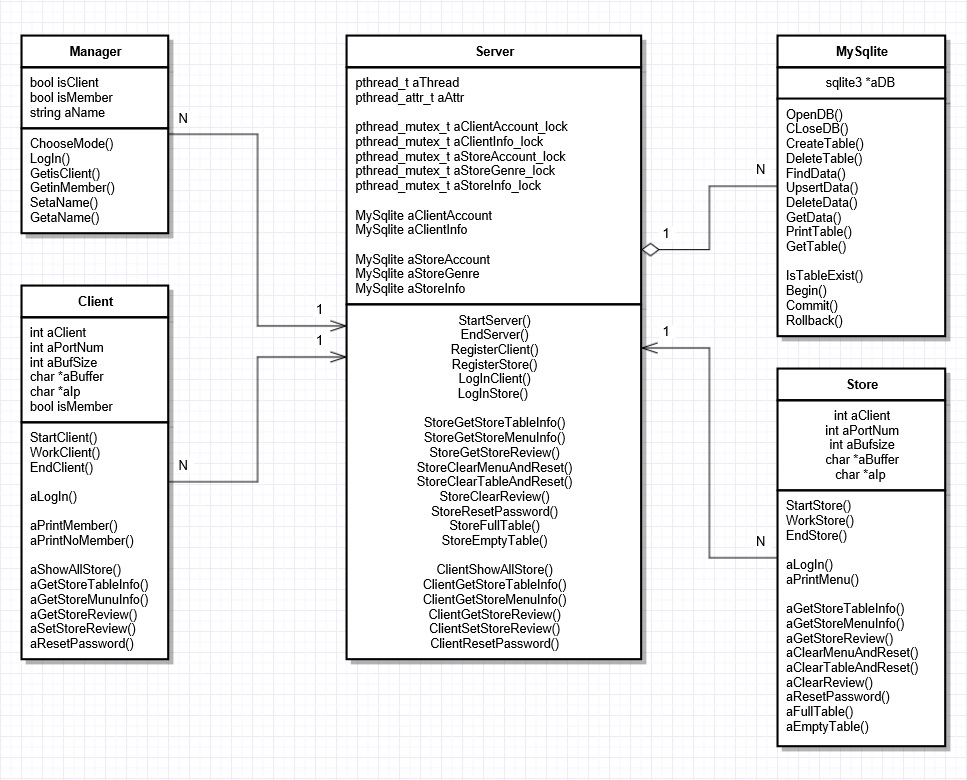 Manager
bool isClient
bool isMember
string aName
ChooseMode()
LogIn()
GetisClient()
GetinMember()
SetaName()
GetaName()
N
Client
int aClient
int aPortNum
int aBufSize
char *aBuffer
char *aIp
bool isMember
StartClient()
WorkClient()
EndClient()
aLogIn()
aPrintMember()
aPrintNoMember()
aShowAllStore()
aGetStoreTableInfo()
aGetStoreMunuInfo()
aGetStoreReview()
aSetStoreReview()
aResetPassword()
N
1
1
Server
pthread_t aThread
pthread_attr_t aAttr
pthread_mutex_t aClientAccount_lock
pthread_mutex_t aClientInfo_lock
pthread_mutex_t aStoreAccount_lock
pthread_mutex_t aStoreGenre_lock
pthread_mutex_t aStoreInfo_lock
MySqlite aClientAccount
MySqlite aClientInfo
MySqlite aStoreAccount
MySqlite aStoreGenre
MySqlite aStoreInfo
StartServer()
EndServer()
RegisterClient()
RegisterStore()
LogInClient()
LogInStore()
StoreGetStoreTableInfo()
StoreGetStoreMenuInfo()
StoreGetStoreReview()
StoreClearMenuAndReset()
StoreClearTableAndReset()
StoreClearReview()
StoreResetPassword()
StoreFullTable()
StoreEmptyTable()
ClientShowAllStore()
ClientGetStoreTableInfo()
ClientGetStoreMenuInfo()
ClientGetStoreReview()
ClientSetStoreReview()
ClientResetPassword()
1
N
1
N
MySqlite
sqlite3 *aDB
OpenDB()
CLoseDB()
CreateTable()
DeleteTable()
FindData()
UpsertData()
DeleteData()
GetData()
PrintTable()
GetTable()
IsTableExist()
Begin()
Commit()
Rollback()
Store
int aClient
int aPortNum
int aBufsize
char *aBuffer
char *aIp
StartStore()
WorkStore()
EndStore()
aLogIn()
aPrintMenu()
aGetStoreTableInfo()
aGetStoreMenuInfo()
aGetStoreReview()
aClearMenuAndReset()
aClearTableAndReset()
aClearReview()
aResetPassword()
aFullTable()
aEmptyTable()